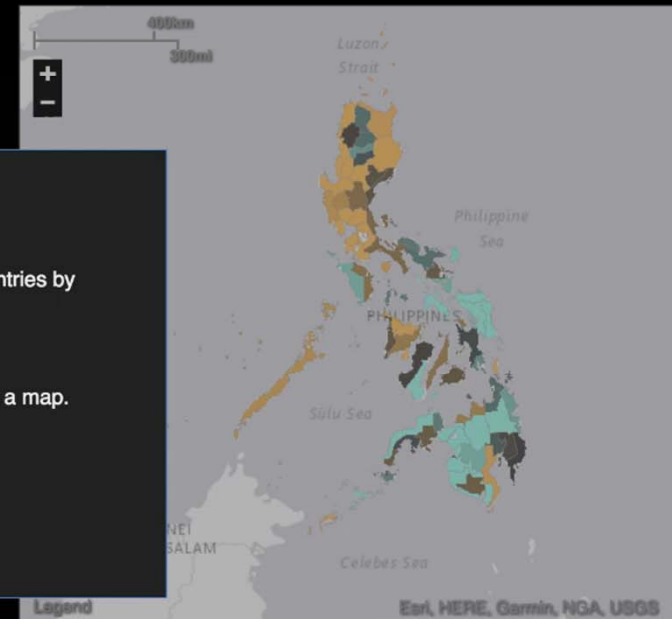 400km
300mi
+
−
Luzon
Strait
Philippine
Sea
ntries by
PHILIPPINES
a map.
Sulu Sea
NEI
SALAM
Celebes Sea
Legend
Esri, HERE, Garmin, NGA, USGS